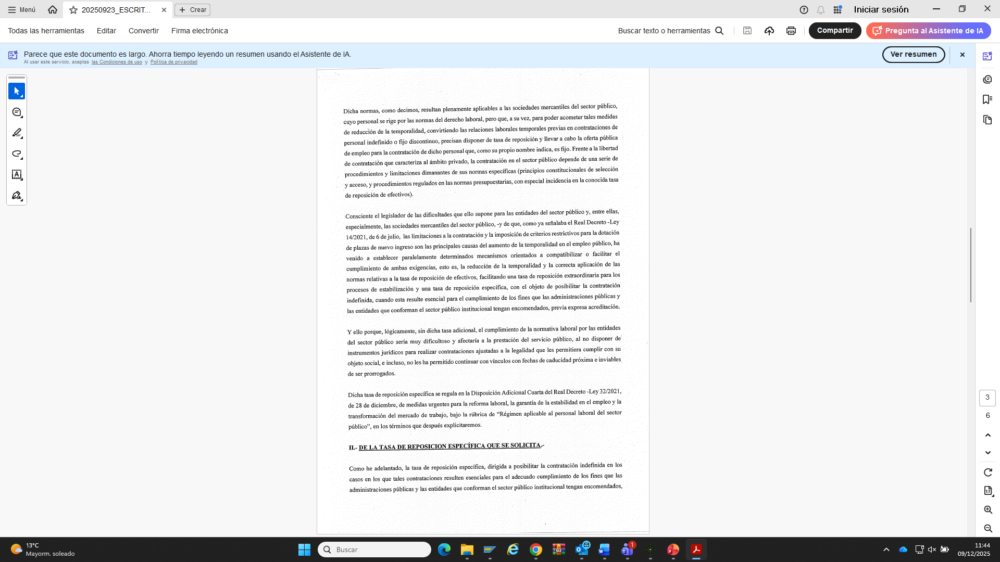 Menú
20250923_ESCRIT...
Crear
Iniciar sesión
Todas las herramientas
Editar
Convertir
Firma electrónica
Buscar texto o herramientas
Compartir
Pregunta al Asistente de IA
Parece que este documento es largo. Ahorra tiempo leyendo un resumen usando el Asistente de IA.
Al usar este servicio, aceptas las Condiciones de uso y Política de privacidad
Ver resumen
Dicha normas, como decimos, resultan plenamente aplicables a las sociedades mercantiles del sector público,
cuyo personal se rige por las normas del derecho laboral, pero que, a su vez, para poder acometer tales medidas
de reducción de la temporalidad, convirtiendo las relaciones laborales temporales previas en contrataciones de
personal indefinido o fijo discontinuo, precisan disponer de tasa de reposición y llevar a cabo la oferta pública
de empleo para la contratación de dicho personal que, como su propio nombre indica, es fijo. Frente a la libertad
de contratación que caracteriza al ámbito privado, la contratación en el sector público depende de una serie de
procedimientos y limitaciones dimanantes de sus normas específicas (principios constitucionales de selección
y acceso, y procedimientos regulados en las normas presupuestarias, con especial incidencia en la conocida tasa
de reposición de efectivos).
Consciente el legislador de las dificultades que ello supone para las entidades del sector público y, entre ellas,
especialmente, las sociedades mercantiles del sector público, -y de que, como ya señalaba el Real Decreto -Ley
14/2021, de 6 de julio, las limitaciones a la contratación y la imposición de criterios restrictivos para la dotación
de plazas de nuevo ingreso son las principales causas del aumento de la temporalidad en el empleo público, ha
venido a establecer paralelamente determinados mecanismos orientados a compatibilizar o facilitar el
cumplimiento de ambas exigencias, esto es, la reducción de la temporalidad y la correcta aplicación de las
normas relativas a la tasa de reposición de efectivos, facilitando una tasa de reposición extraordinaria para los
procesos de estabilización y una tasa de reposición específica, con el objeto de posibilitar la contratación
indefinida, cuando esta resulte esencial para el cumplimiento de los fines que las administraciones públicas y
las entidades que conforman el sector público institucional tengan encomendados, previa expresa acreditación.
Y ello porque, lógicamente, sin dicha tasa adicional, el cumplimiento de la normativa laboral por las entidades
del sector público sería muy dificultoso y afectaría a la prestación del servicio público, al no disponer de
instrumentos jurídicos para realizar contrataciones ajustadas a la legalidad que les permitiera cumplir con su
objeto social, e incluso, no les ha permitido continuar con vínculos con fechas de caducidad próxima e inviables
de ser prorrogados.
Dicha tasa de reposición específica se regula en la Disposición Adicional Cuarta del Real Decreto -Ley 32/2021,
de 28 de diciembre, de medidas urgentes para la reforma laboral, la garantía de la estabilidad en el empleo y la
transformación del mercado de trabajo, bajo la rúbrica de “Régimen aplicable al personal laboral del sector
público”, en los términos que después explicitaremos.
II.- DE LA TASA DE REPOSICION ESPECÍFICA QUE SE SOLICITA.-
Como he adelantado, la tasa de reposición específica, dirigida a posibilitar la contratación indefinida en los
casos en los que tales contrataciones resulten esenciales para el adecuado cumplimiento de los fines que las
administraciones públicas y las entidades que conforman el sector público institucional tengan encomendados,
3
6
13°C
Mayorm. soleado
Buscar
1
11:44
09/12/2025